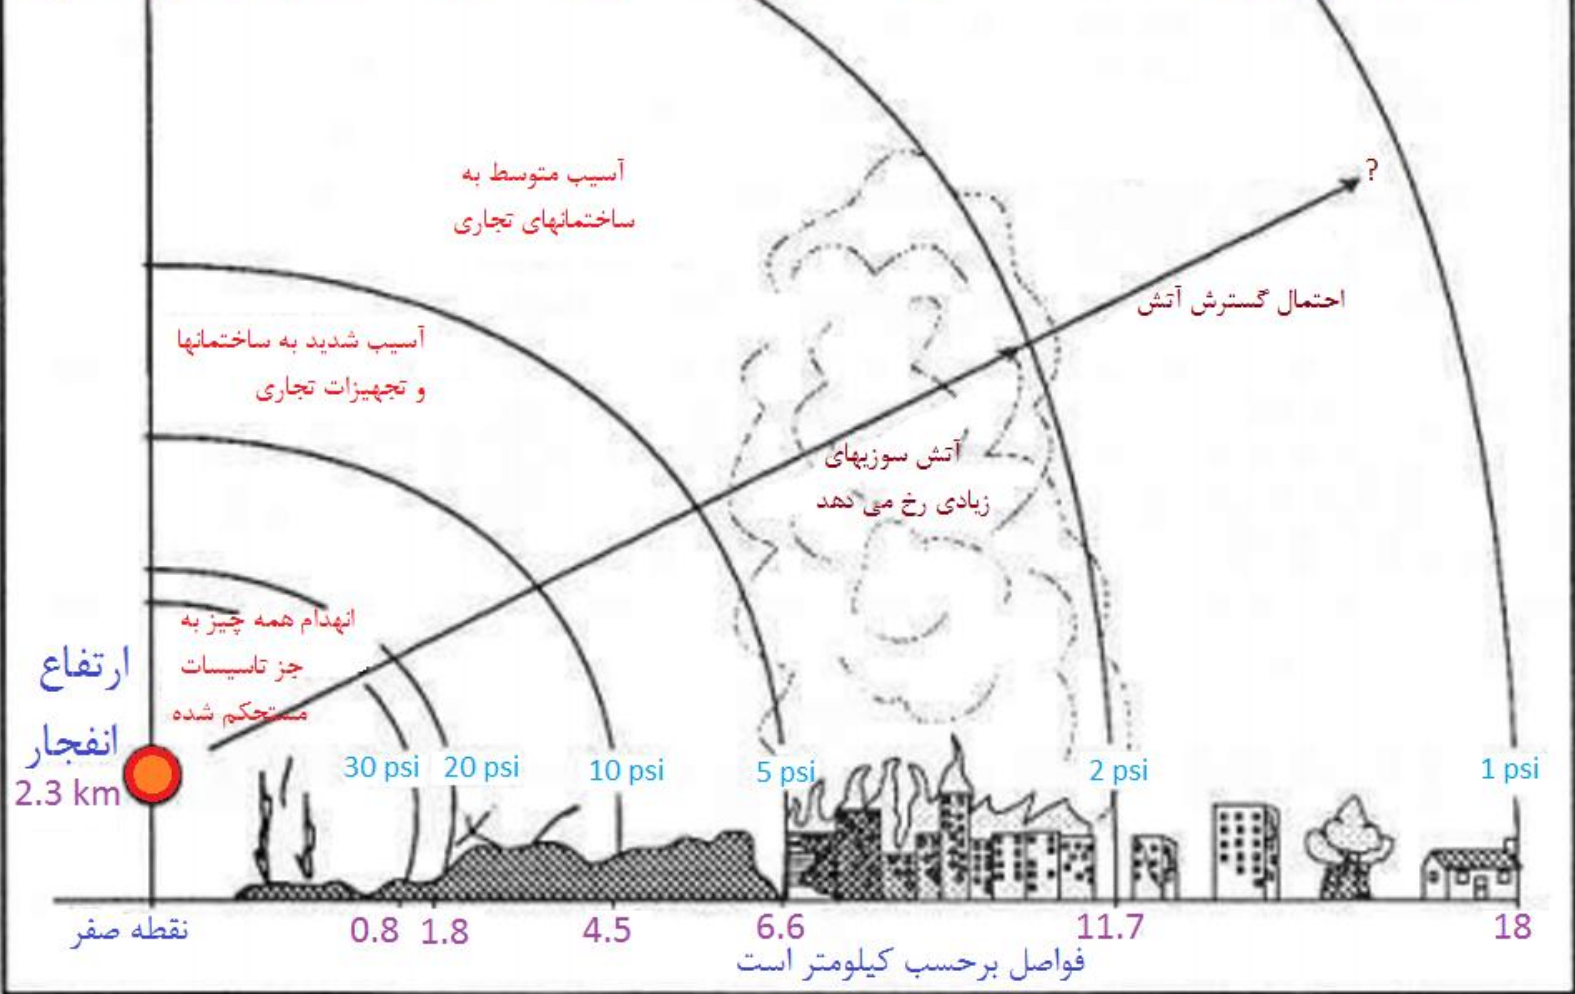 آسیب متوسط به
ساختمانهای تجاری
?
احتمال گسترش آتش
آسیب شدید به ساختمانها
و تجهیزات تجاری
آتش سوزیهای
زیادی رخ می دهد
انهدام همه چیز به
جز تاسیسات
مستحکم شده
ارتفاع
انفجار
2.3 km
30 psi
20 psi
10 psi
5 psi
2 psi
1 psi
نقطه صفر
0.8
1.8
4.5
6.6
11.7
18
فواصل برحسب کیلومتر است